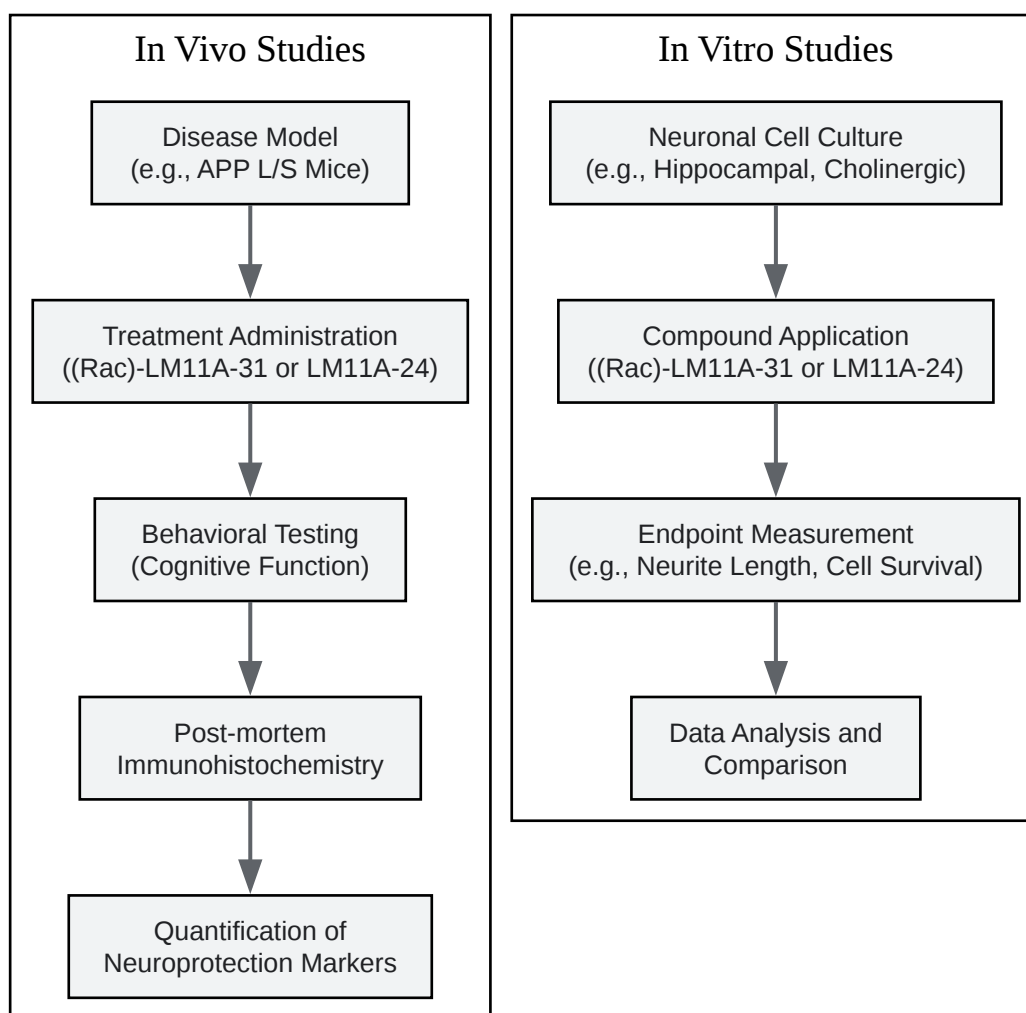 In Vivo Studies
Disease Model
(e.g., APP L/S Mice)
Treatment Administration
((Rac)-LM11A-31 or LM11A-24)
Behavioral Testing
(Cognitive Function)
Post-mortem
Immunohistochemistry
Quantification of
Neuroprotection Markers
In Vitro Studies
Neuronal Cell Culture
(e.g., Hippocampal, Cholinergic)
Compound Application
((Rac)-LM11A-31 or LM11A-24)
Endpoint Measurement
(e.g., Neurite Length, Cell Survival)
Data Analysis and
Comparison